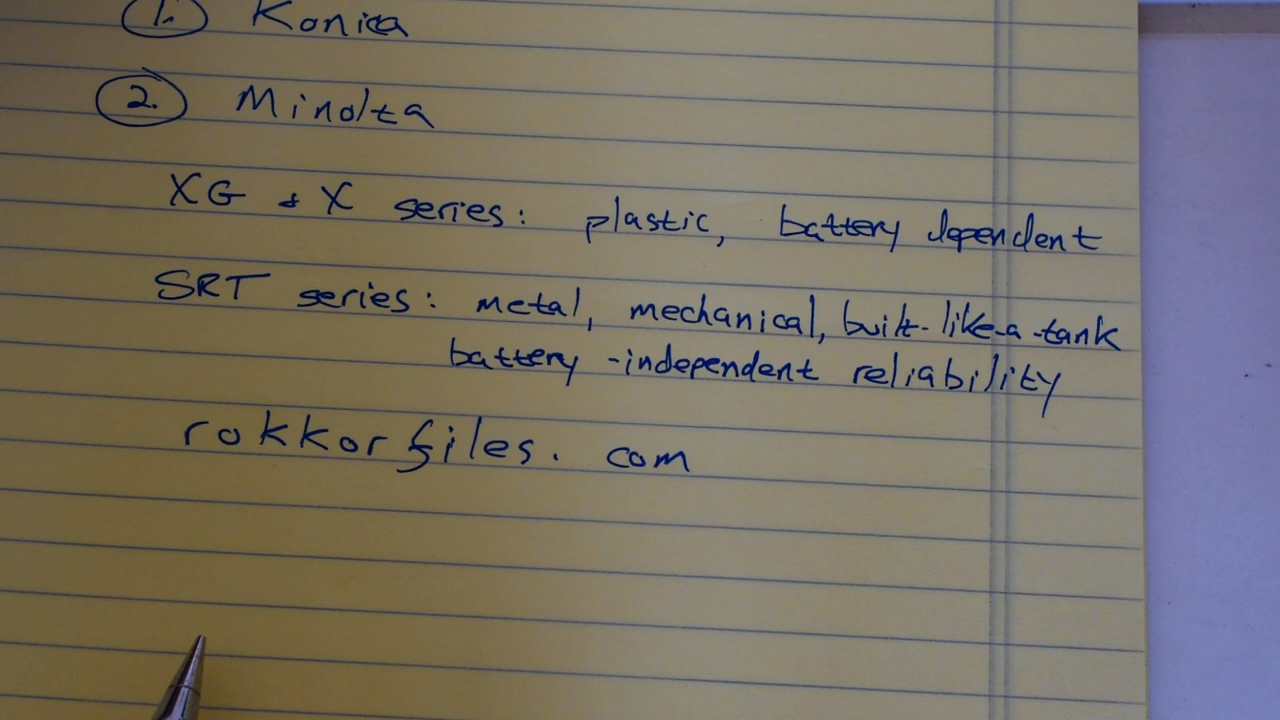 1. Konica
2. Minolta
XG & X series: plastic, battery dependent
SRT series: metal, mechanical, built-like-a-tank
battery-independent reliability
rokkorfiles.com